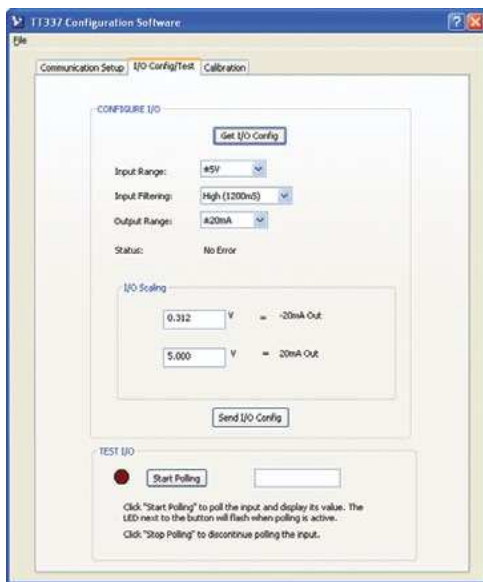 TT337 Configuration Software
File
Communication Setup I/O Config/Test Calibration
CONFIGURE I/O
Get I/O Config
Input Range: ±5V
Input Filtering: High (1200mS)
Output Range: ±20mA
Status: No Error
I/O Scaling
0.312 V = -20mA Out
5.000 V = 20mA Out
Send I/O Config
TEST I/O
Start Polling
Click "Start Polling" to poll the input and display its value. The
LED next to the button will flash when polling is active.
Click "Stop Polling" to discontinue polling the input.